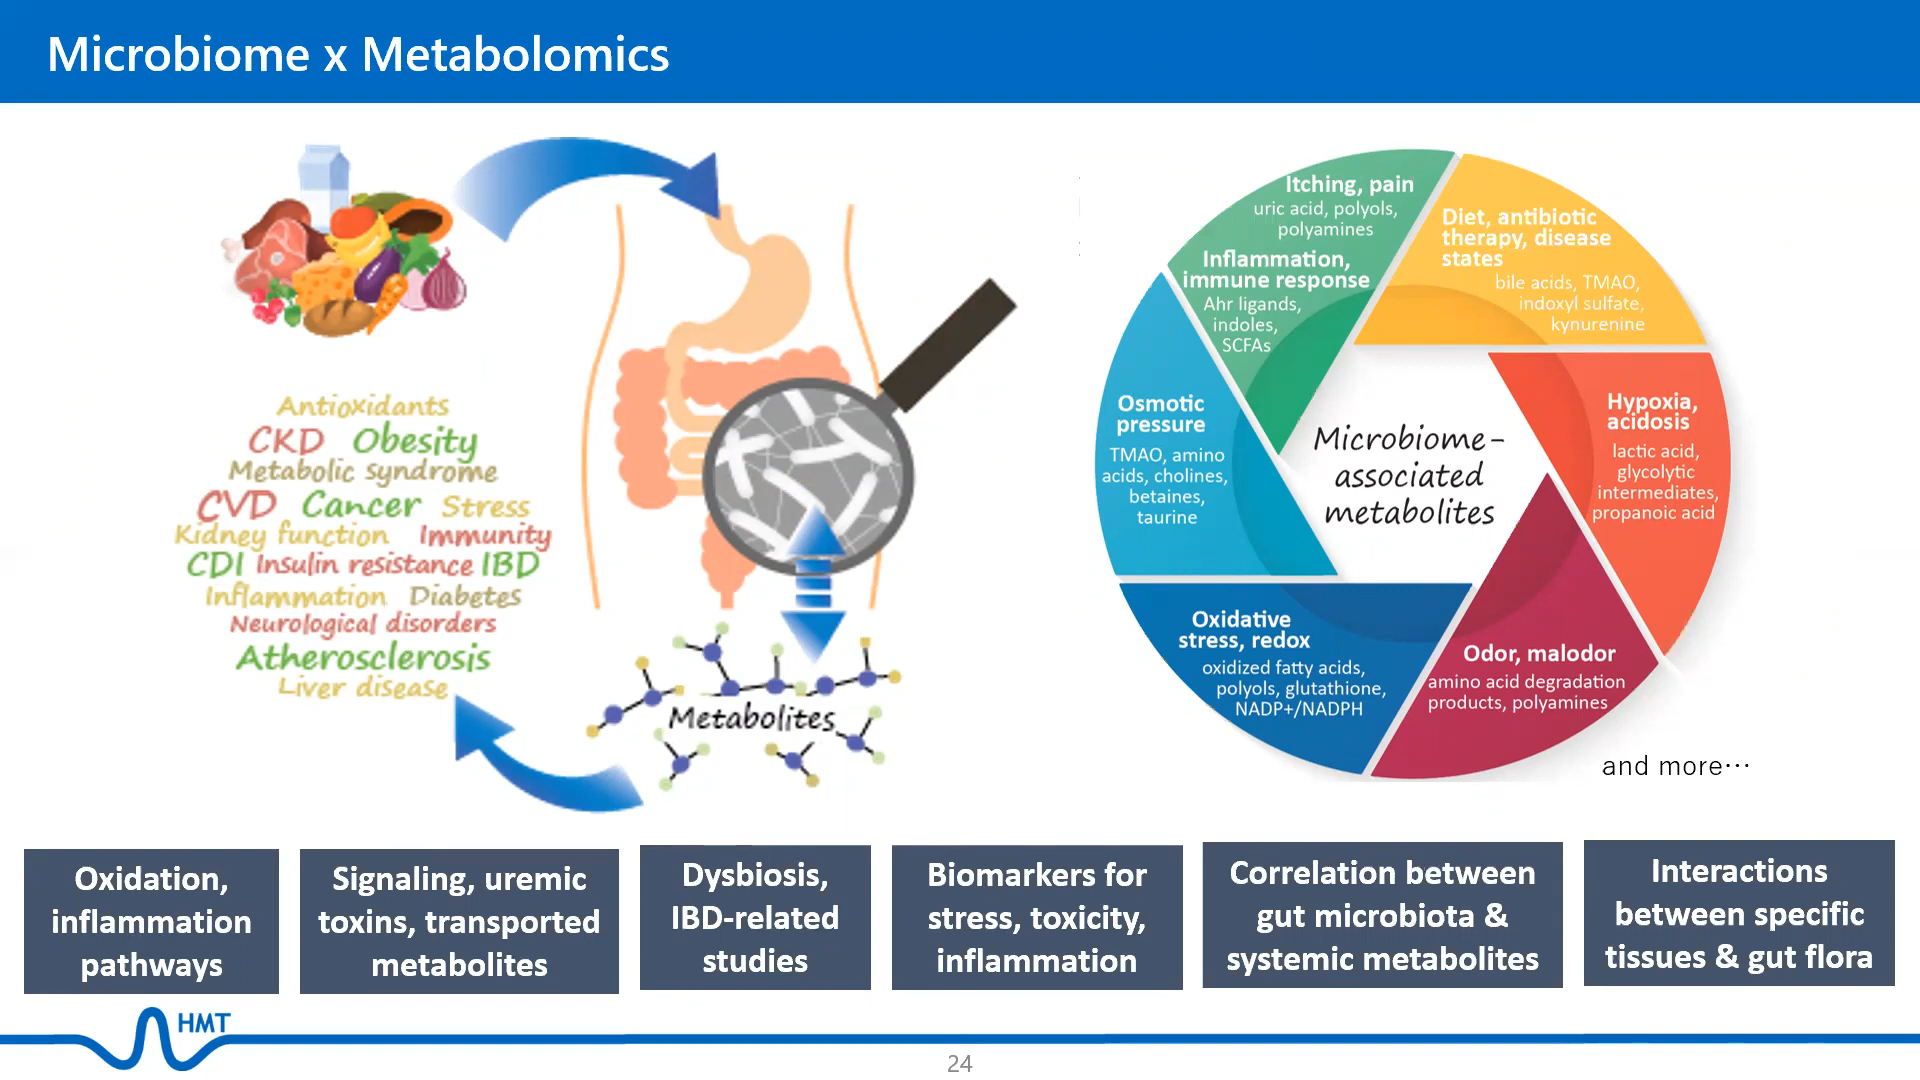 Microbiome x Metabolomics
Antioxidants
CKD Obesity
Metabolic syndrome
CVD Cancer Stress
Kidney function Immunity
CDI Insulin resistance IBD
Inflammation Diabetes
Neurological disorders
Atherosclerosis
Liver disease
Metabolites
Itching, pain
uric acid, polyols,
polyamines
Inflammation,
immune response
Ahr ligands,
indoles,
SCFAs
Diet, antibiotic
therapy, disease
states
bile acids, TMAO,
indoxyl sulfate,
kynurenine
Hypoxia,
acidosis
lactic acid,
glycolytic
intermediates,
propanoic acid
Odor, malodor
amino acid degradation
products, polyamines
Oxidative
stress, redox
oxidized fatty acids,
polyols, glutathione,
NADP+/NADPH
Osmotic
pressure
TMAO, amino
acids, cholines,
betaines,
taurine
Microbiome-
associated
metabolites
and more…
Oxidation,
inflammation
pathways
Signaling, uremic
toxins, transported
metabolites
Dysbiosis,
IBD-related
studies
Biomarkers for
stress, toxicity,
inflammation
Correlation between
gut microbiota &
systemic metabolites
Interactions
between specific
tissues & gut flora
HMT
24